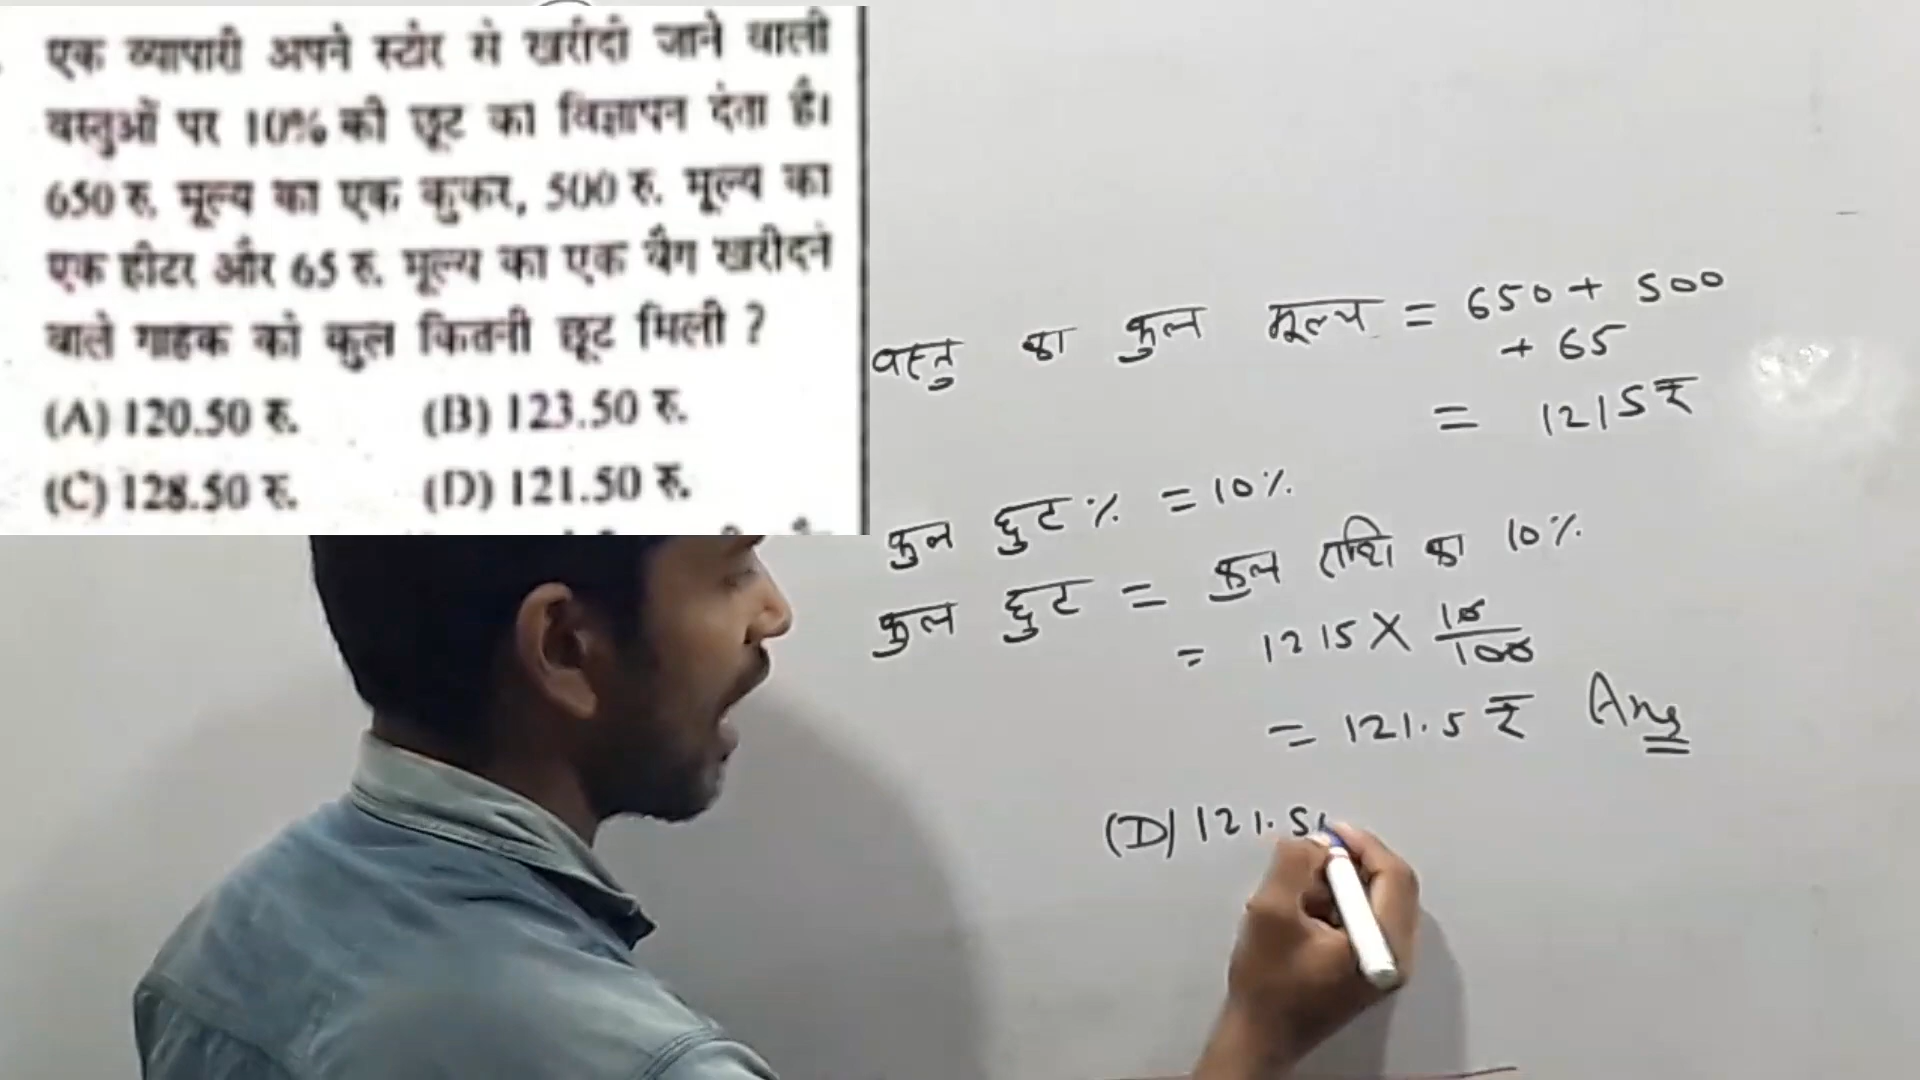 एक व्यापारी अपने स्टोर से खरीदी जाने वाली
वस्तुओं पर 10% की छूट का विज्ञापन देता है।
650 रु. मूल्य का एक कुकर, 500 रु. मूल्य का
एक हीटर और 65 रु. मूल्य का एक बैग खरीदने
वाले गाहक को कुल कितनी छूट मिली ?
(A) 120.50 रु. (B) 123.50 रु.
(C) 128.50 रु. (D) 121.50 रु.
वस्तु का कुल मूल्य = 650 + 500
+ 65
= 1215 ₹
कुल छुट % = 10%
कुल छुट = कुल राशि का 10%
= 1215 × 10/100
= 121.5 ₹ Ans
(D) 121.5